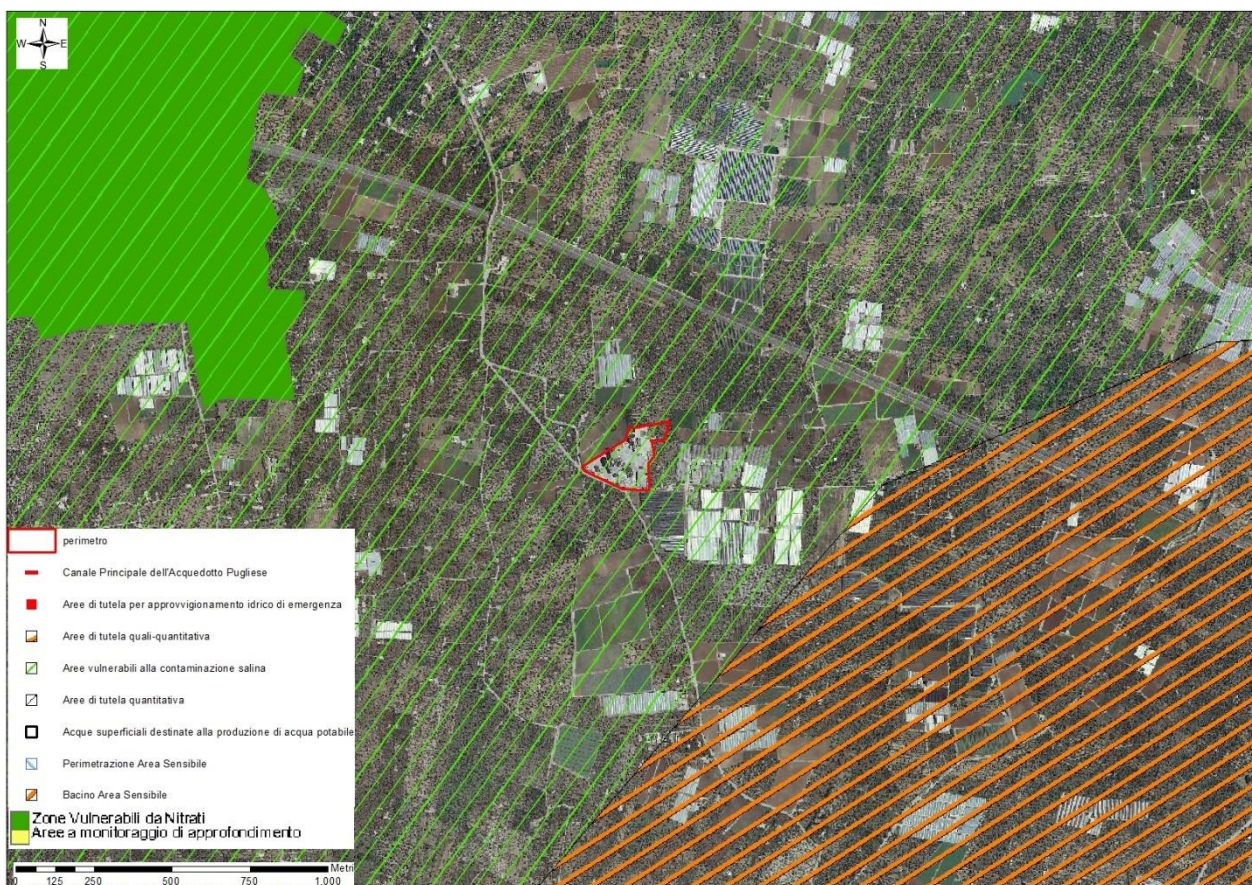 N
W E
S
perimetro
Canale Principale dell'Acquedotto Pugliese
Aree di tutela per approvvigionamento idrico di emergenza
Aree di tutela quali-quantitativa
Aree vulnerabili alla contaminazione salina
Aree di tutela quantitativa
Acque superficiali destinate alla produzione di acqua potabile
Perimetrazione Area Sensibile
Bacino Area Sensibile
Zone Vulnerabili da Nitrati
Aree a monitoraggio di approfondimento
Metri
0 125 250 500 750 1.000